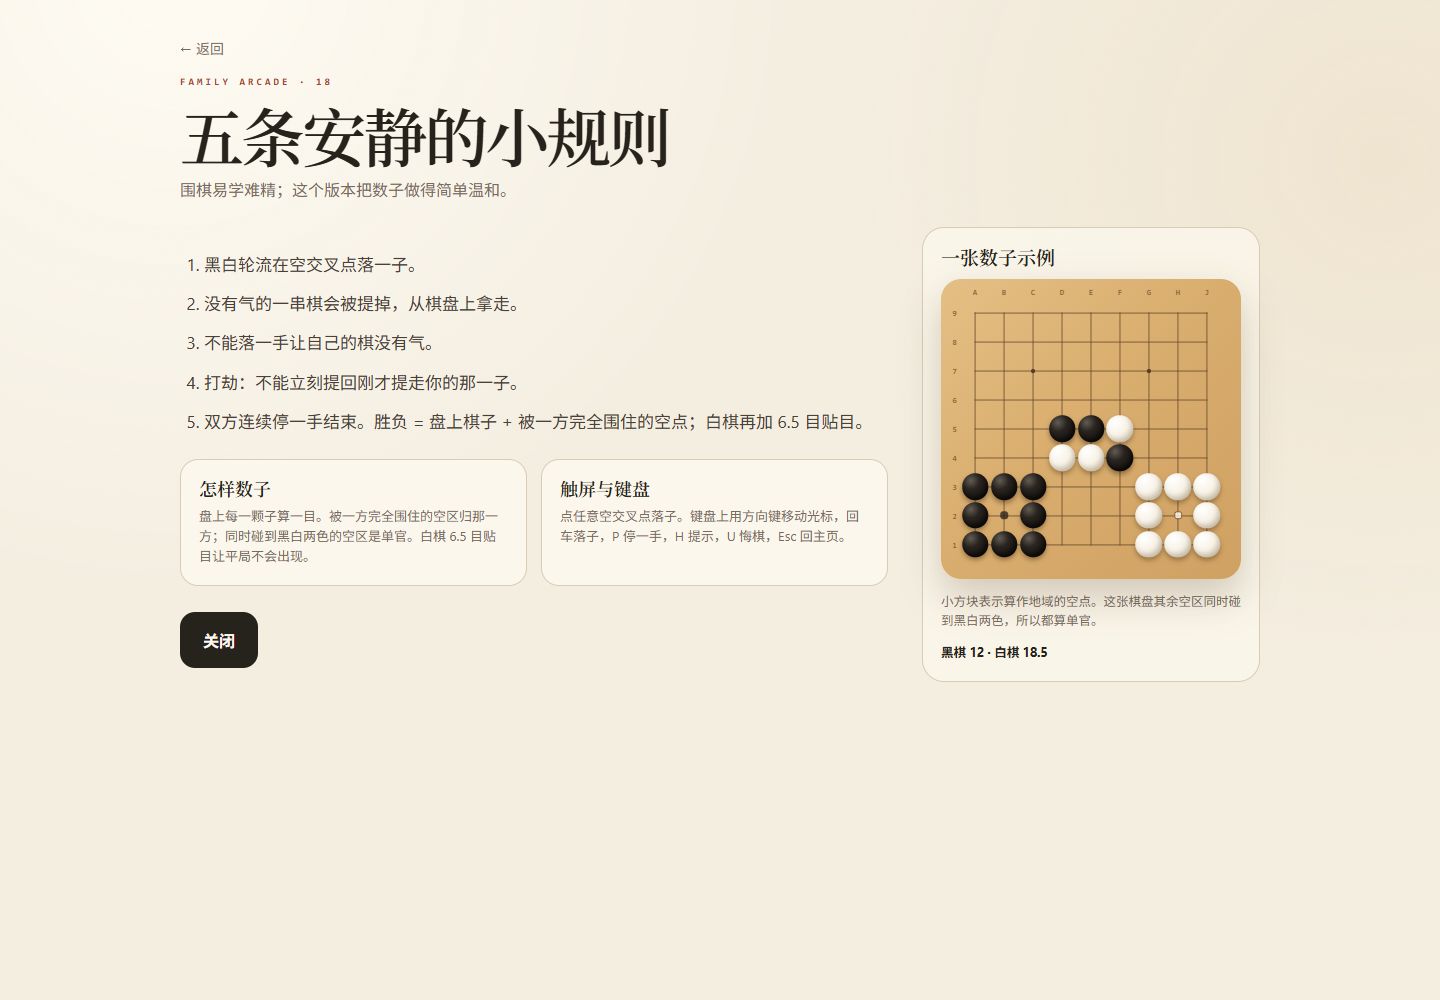 ← 返回
FAMILY ARCADE · 18
五条安静的小规则
围棋易学难精；这个版本把数子做得简单温和。
1. 黑白轮流在空交叉点落一子。
2. 没有气的一串棋会被提掉，从棋盘上拿走。
3. 不能落一手让自己的棋没有气。
4. 打劫：不能立刻提回刚才提走你的那一子。
5. 双方连续停一手结束。胜负 = 盘上棋子 + 被一方完全围住的空点；白棋再加 6.5 目贴目。
怎样数子
盘上每一颗子算一目。被一方完全围住的空区归那一
方；同时碰到黑白两色的空区是单官。白棋 6.5 目贴
目让平局不会出现。
触屏与键盘
点任意空交叉点落子。键盘上用方向键移动光标，回
车落子，P 停一手，H 提示，U 悔棋，Esc 回主页。
关闭
一张数子示例
A B C D E F G H J
9
8
7
6
5
4
3
2
1
小方块表示算作地域的空点。这张棋盘其余空区同时碰
到黑白两色，所以都算单官。
黑棋 12 · 白棋 18.5